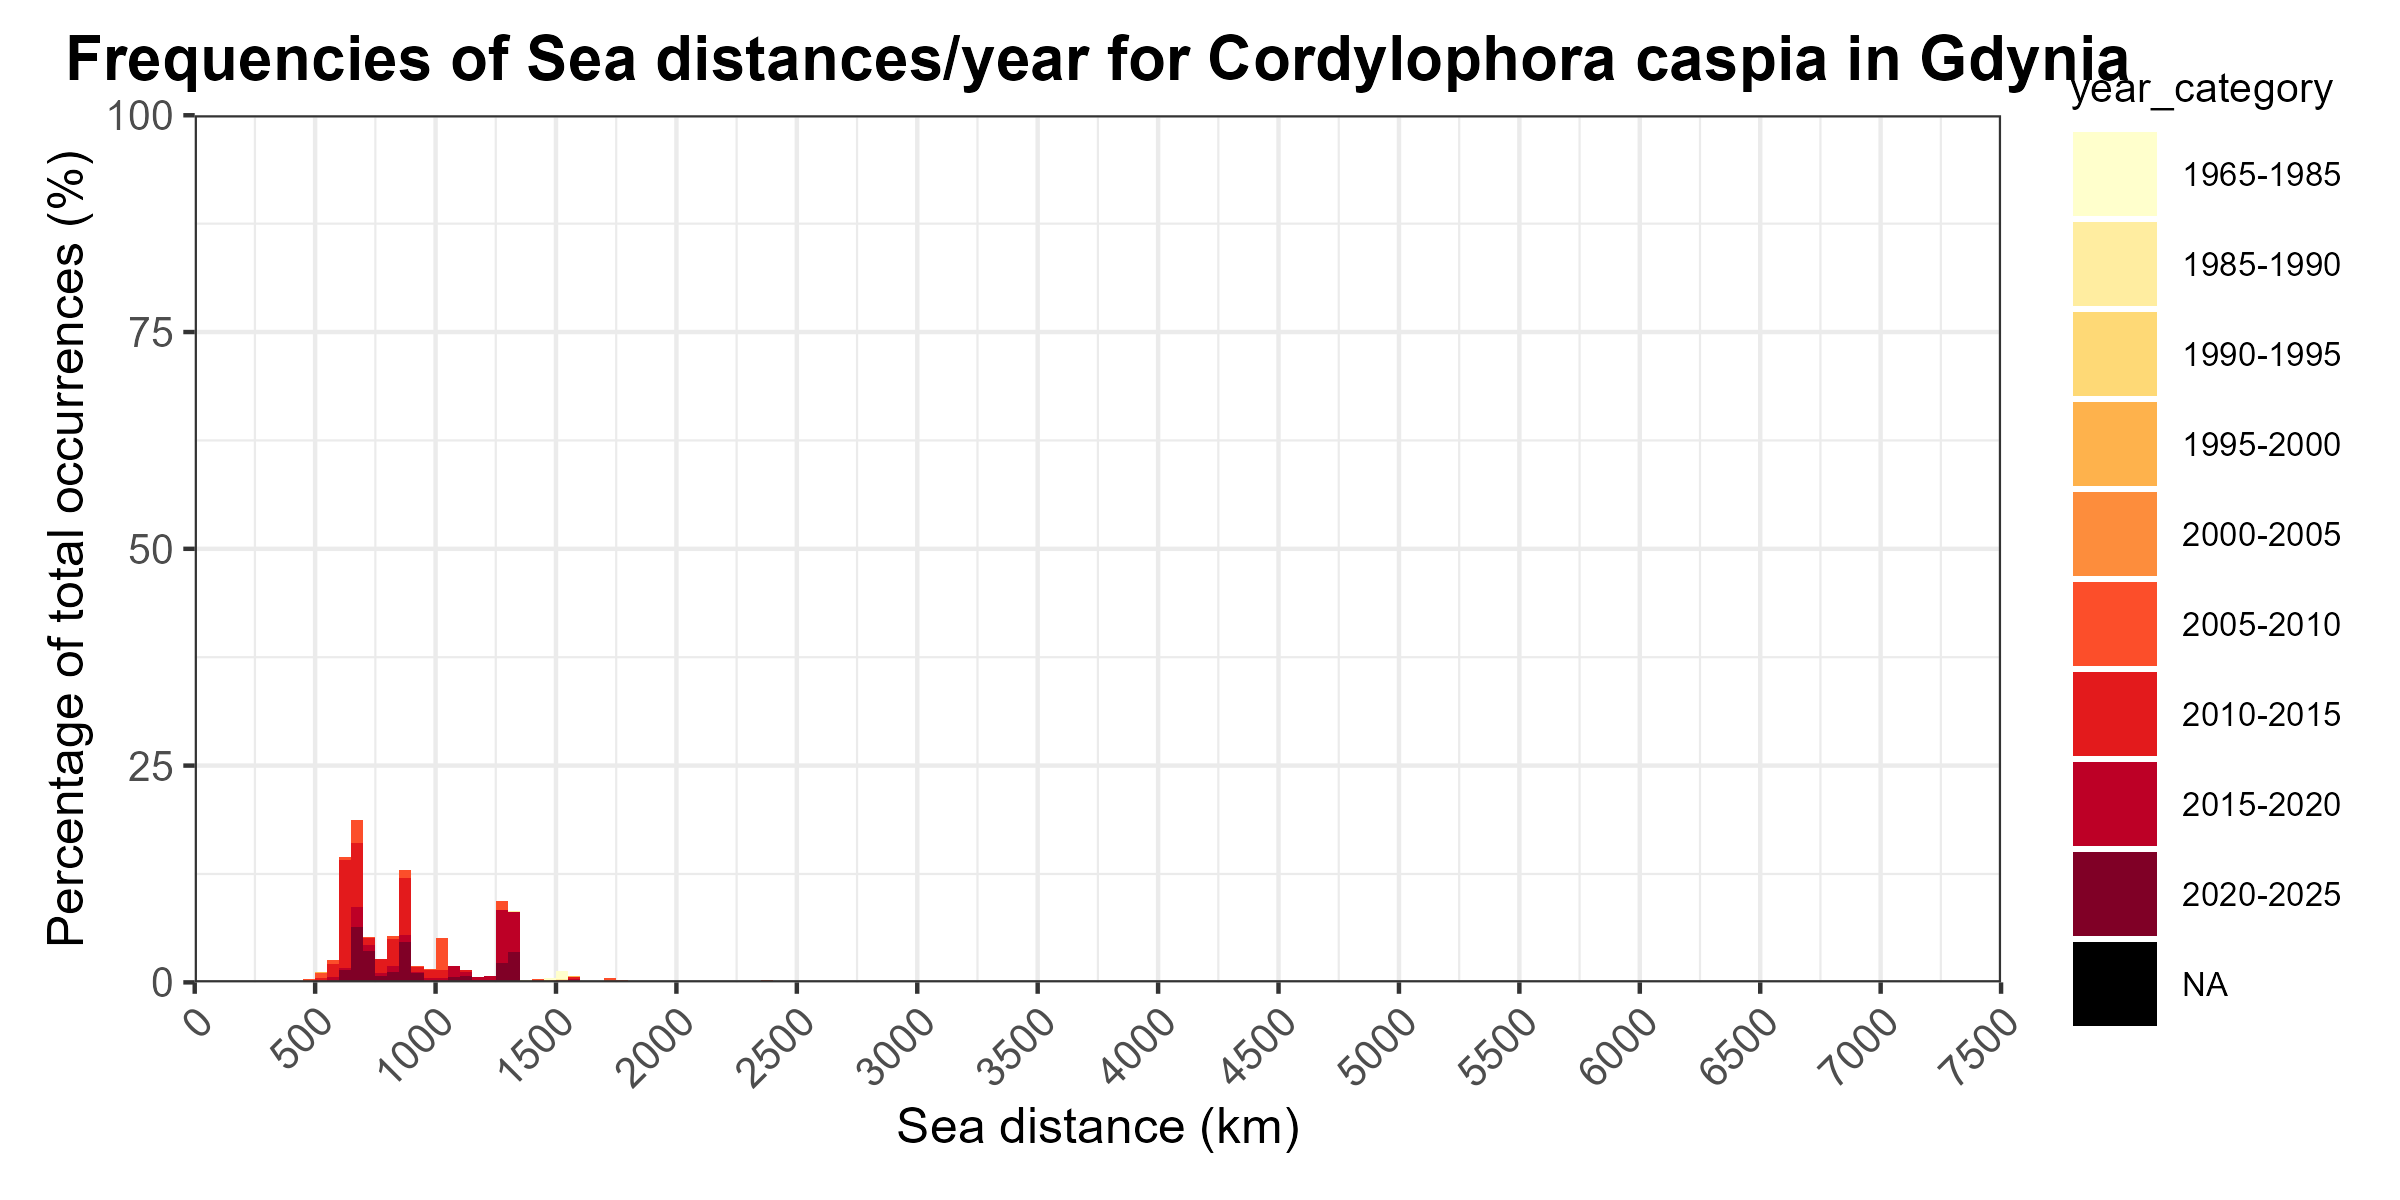 Frequencies of Sea distances/year for Cordylophora caspia in Gdynia
year_category
1965-1985
1985-1990
1990-1995
1995-2000
2000-2005
2005-2010
2010-2015
2015-2020
2020-2025
NA
Percentage of total occurrences (%)
100
75
50
25
0
0 500 1000 1500 2000 2500 3000 3500 4000 4500 5000 5500 6000 6500 7000 7500
Sea distance (km)